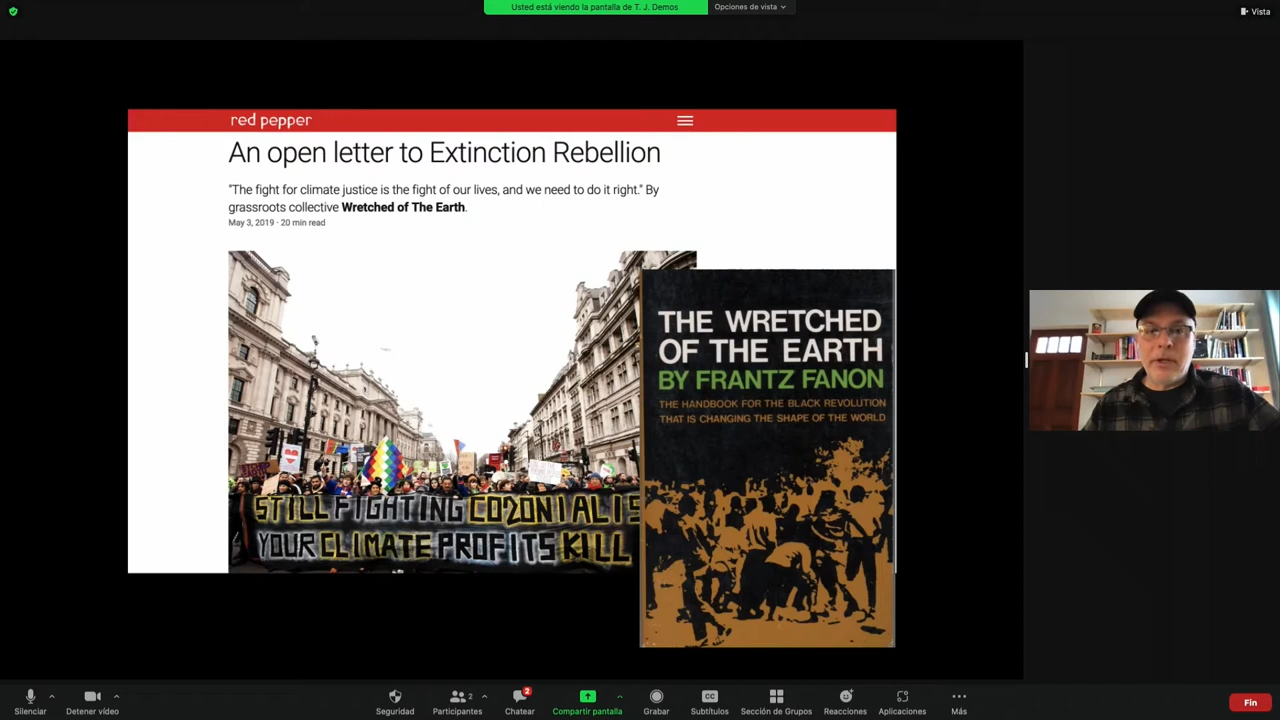 Usted está viendo la pantalla de T. J. Demos
Opciones de vista
Vista
red pepper
An open letter to Extinction Rebellion
"The fight for climate justice is the fight of our lives, and we need to do it right." By
grassroots collective Wretched of The Earth.
May 3, 2019 · 20 min read
STILL FIGHTING CO2ONIALIS
YOUR CLIMATE PROFITS KILL
THE WRETCHED
OF THE EARTH
BY FRANTZ FANON
THE HANDBOOK FOR THE BLACK REVOLUTION
THAT IS CHANGING THE SHAPE OF THE WORLD
Silenciar
Detener vídeo
Seguridad
Participantes
2
Chatear
2
Compartir pantalla
Grabar
CC
Subtítulos
Sección de Grupos
Reacciones
Aplicaciones
Más
Fin